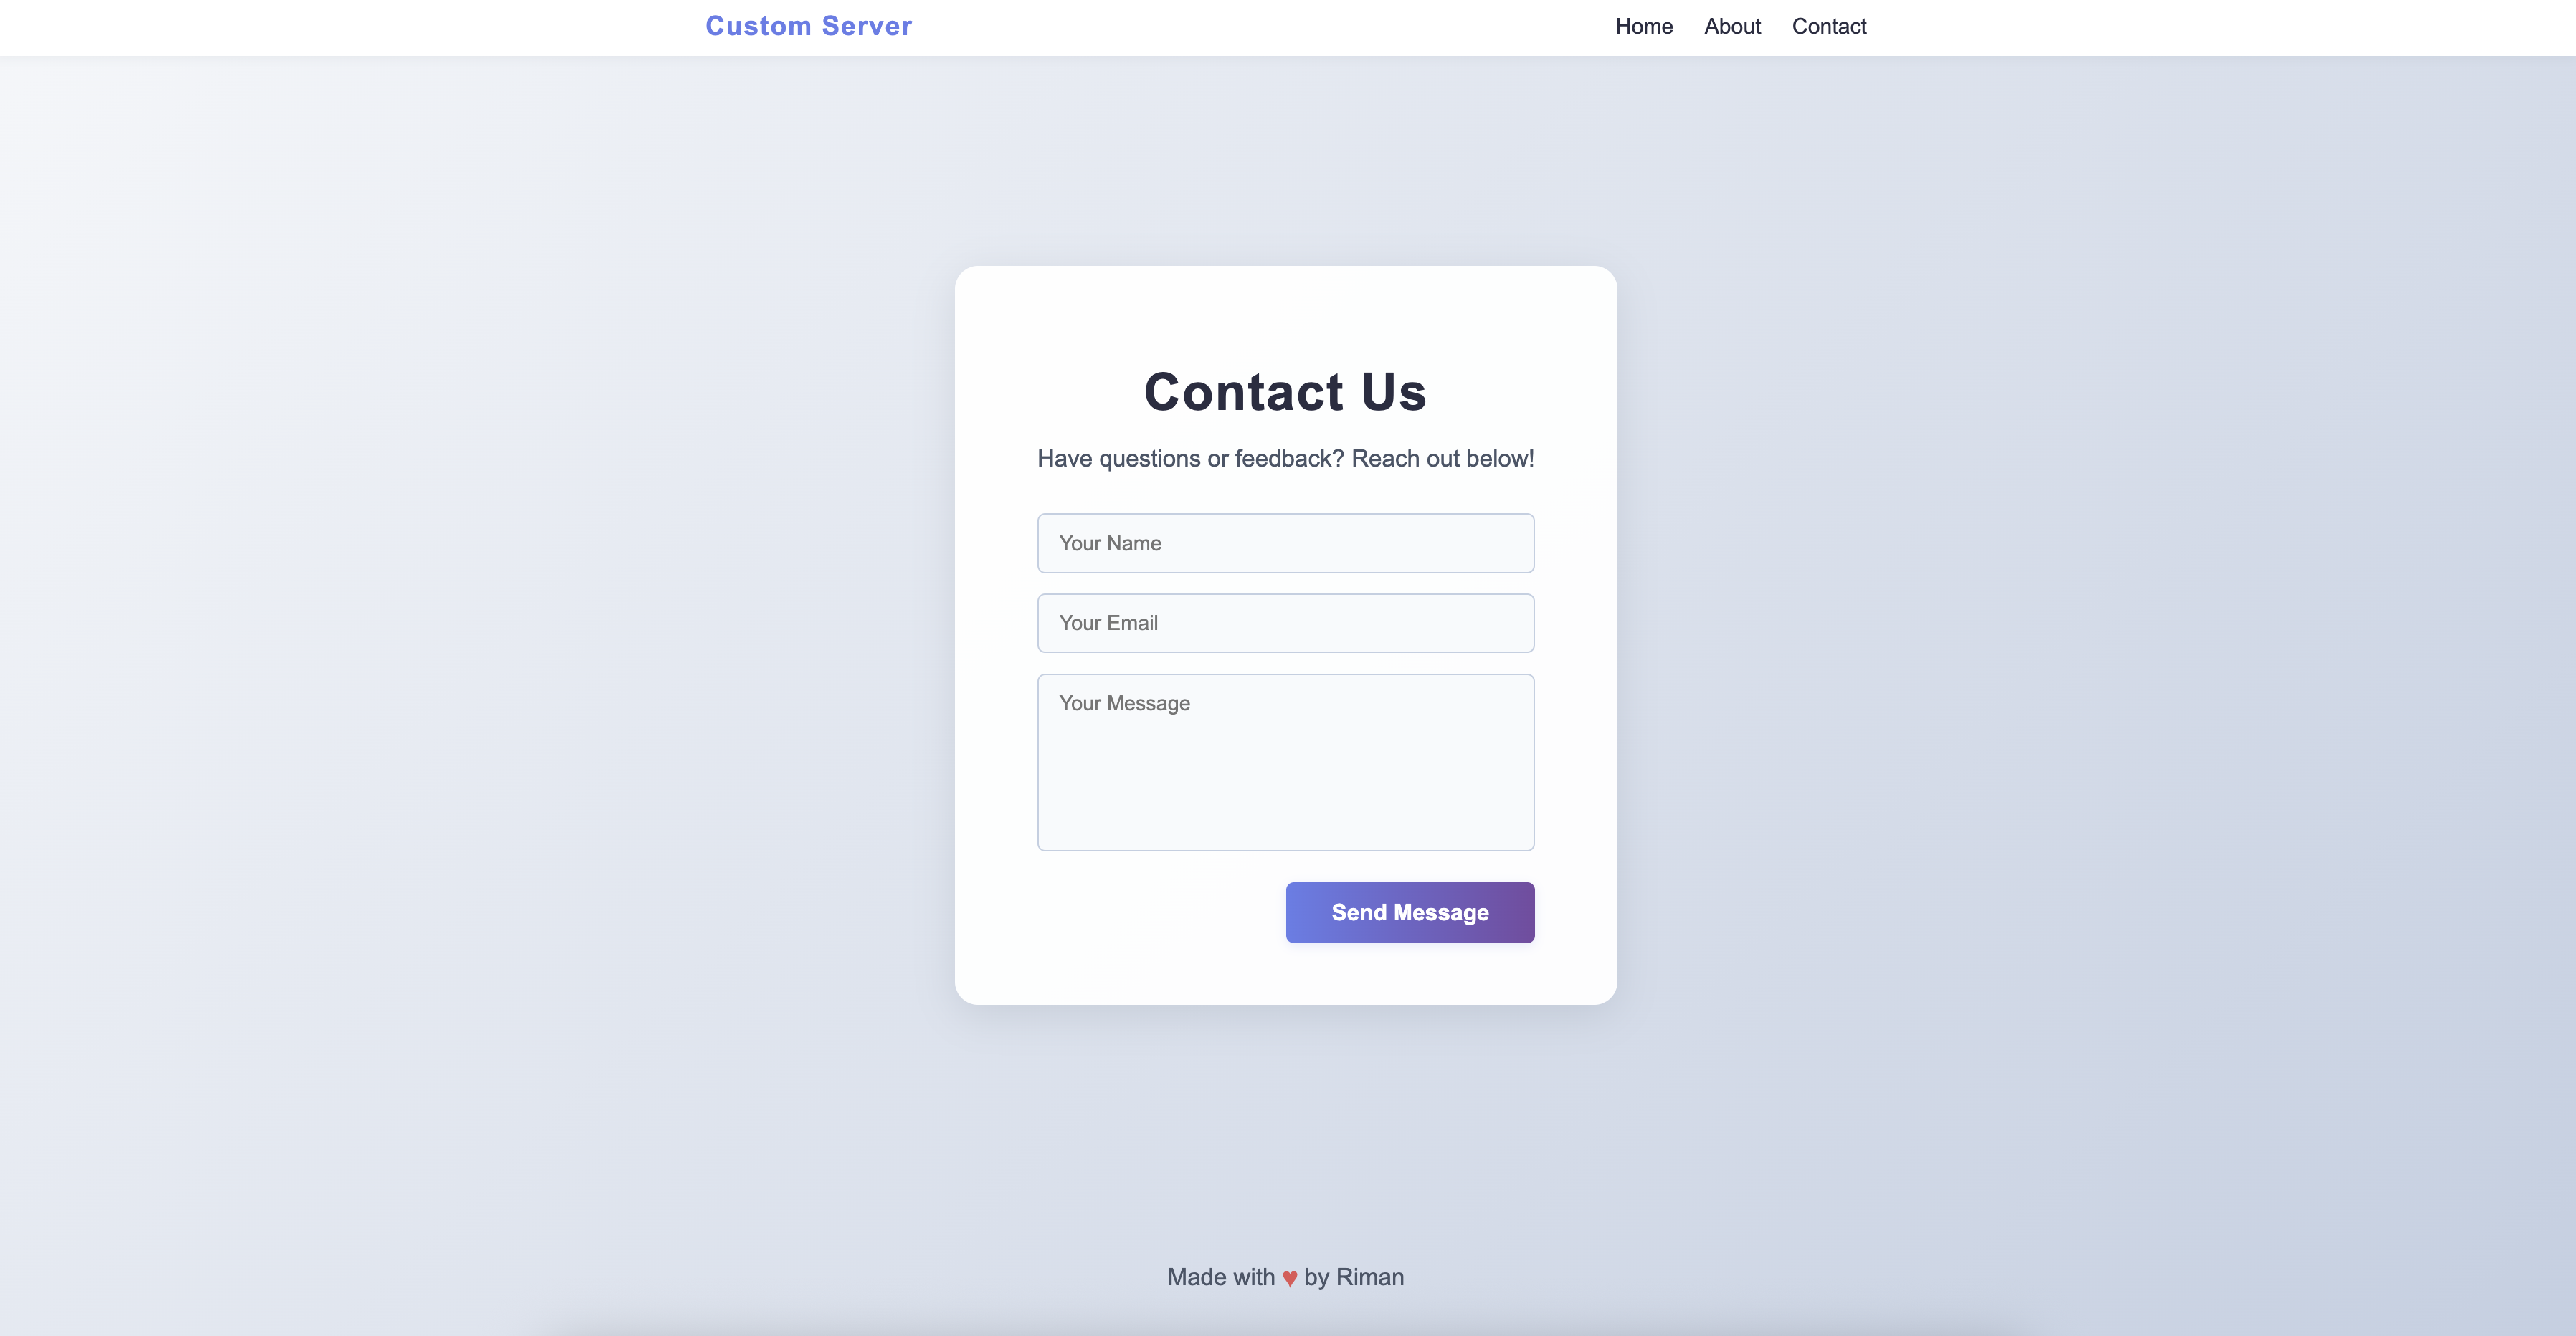 Custom Server
Home About Contact
Contact Us
Have questions or feedback? Reach out below!
Your Name
Your Email
Your Message
Send Message
Made with ♥ by Riman